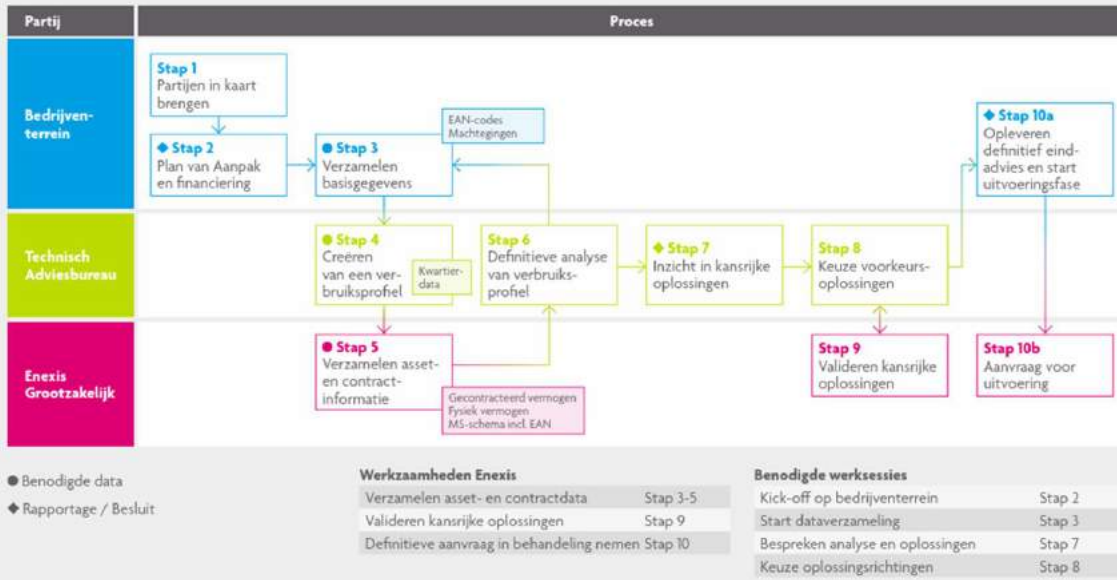 Partij
Proces
Bedrijven-
terrein
Stap 1
Partijen in kaart
brengen
◆ Stap 2
Plan van Aanpak
en financiering
● Stap 3
Verzamelen
basisgegevens
EAN-codes
Machtegingen
◆ Stap 10a
Opleveren
definitief eind-
advies en start
uitvoeringsfase
Technisch
Adviesbureau
● Stap 4
Creëren
van een ver-
bruiksprofiel
Kwartier-
data
Stap 6
Definitieve analyse
van verbruiks-
profiel
◆ Stap 7
Inzicht in kansrijke
oplossingen
Stap 8
Keuze voorkeurs-
oplossingen
Enexis
Grootzakelijk
● Stap 5
Verzamelen asset-
en contract-
informatie
Gecontracteerd vermogen
Fysiek vermogen
MS-schema incl. EAN
Stap 9
Valideren kansrijke
oplossingen
Stap 10b
Aanvraag voor
uitvoering
● Benodigde data
◆ Rapportage / Besluit
Werkzaamheden Enexis
Verzamelen asset- en contractdata Stap 3-5
Valideren kansrijke oplossingen Stap 9
Definitieve aanvraag in behandeling nemen Stap 10
Benodigde werksessies
Kick-off op bedrijventerrein Stap 2
Start dataverzameling Stap 3
Bespreken analyse en oplossingen Stap 7
Keuze oplossingsrichtingen Stap 8